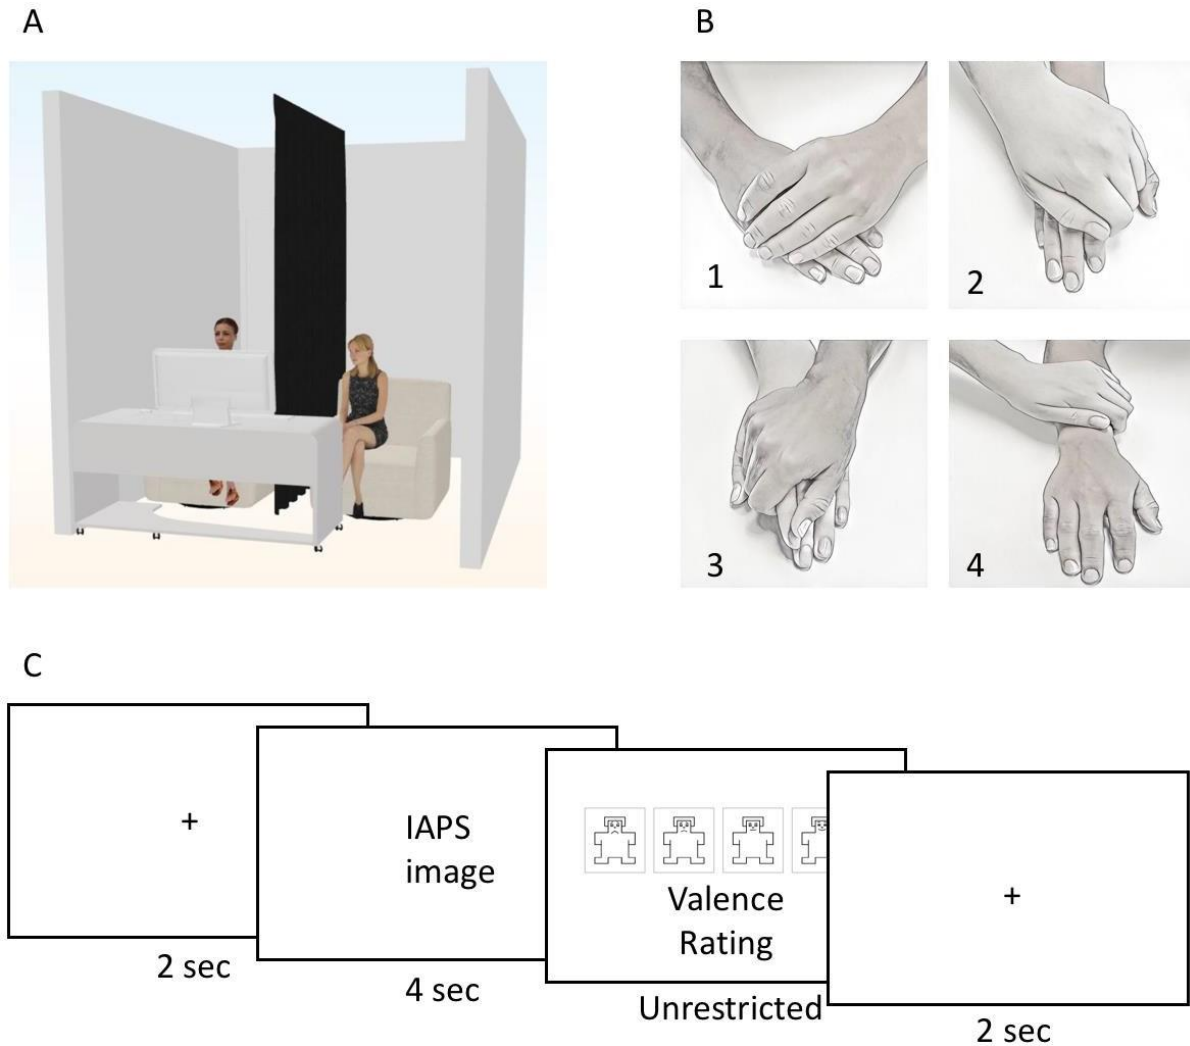 A
B
1
2
3
4
C
+
IAPS
image
Valence
Rating
+
2 sec
4 sec
Unrestricted
2 sec